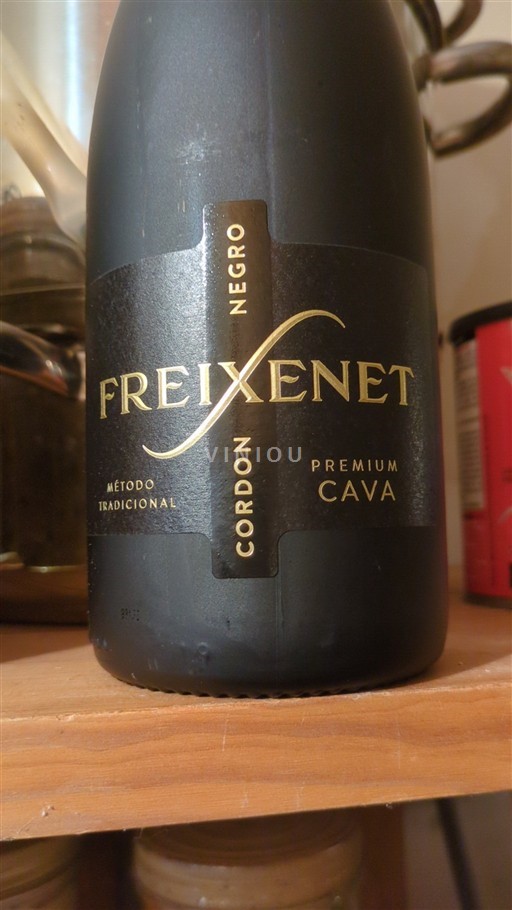 CORDON NEGRO
FREIXENET
VINIOU
MÉTODO
TRADICIONAL
PREMIUM
CAVA